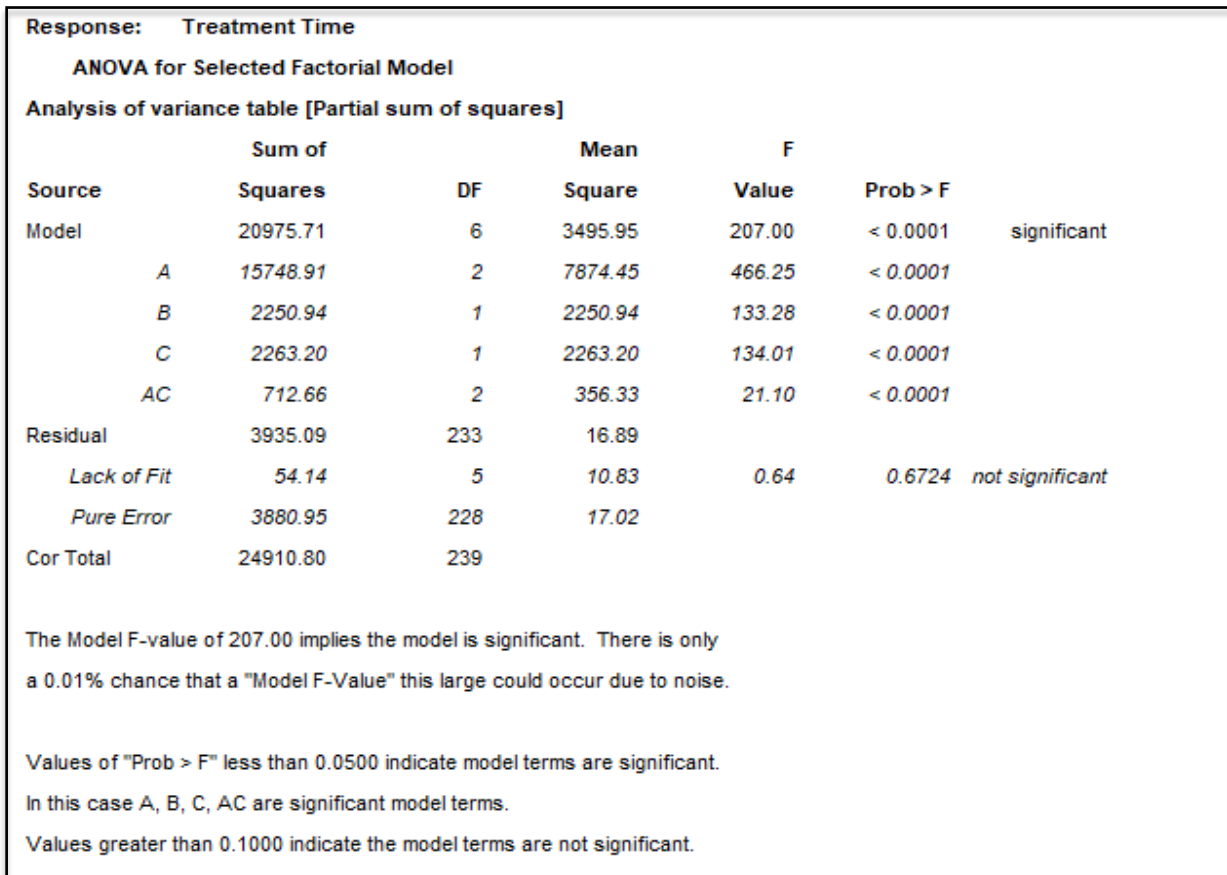 Response: Treatment Time
ANOVA for Selected Factorial Model
Analysis of variance table [Partial sum of squares]
Sum of Mean F
Source Squares DF Square Value Prob > F
Model 20975.71 6 3495.95 207.00 < 0.0001 significant
A 15748.91 2 7874.45 466.25 < 0.0001
B 2250.94 1 2250.94 133.28 < 0.0001
C 2263.20 1 2263.20 134.01 < 0.0001
AC 712.66 2 356.33 21.10 < 0.0001
Residual 3935.09 233 16.89
Lack of Fit 54.14 5 10.83 0.64 0.6724 not significant
Pure Error 3880.95 228 17.02
Cor Total 24910.80 239
The Model F-value of 207.00 implies the model is significant. There is only
a 0.01% chance that a "Model F-Value" this large could occur due to noise.
Values of "Prob > F" less than 0.0500 indicate model terms are significant.
In this case A, B, C, AC are significant model terms.
Values greater than 0.1000 indicate the model terms are not significant.